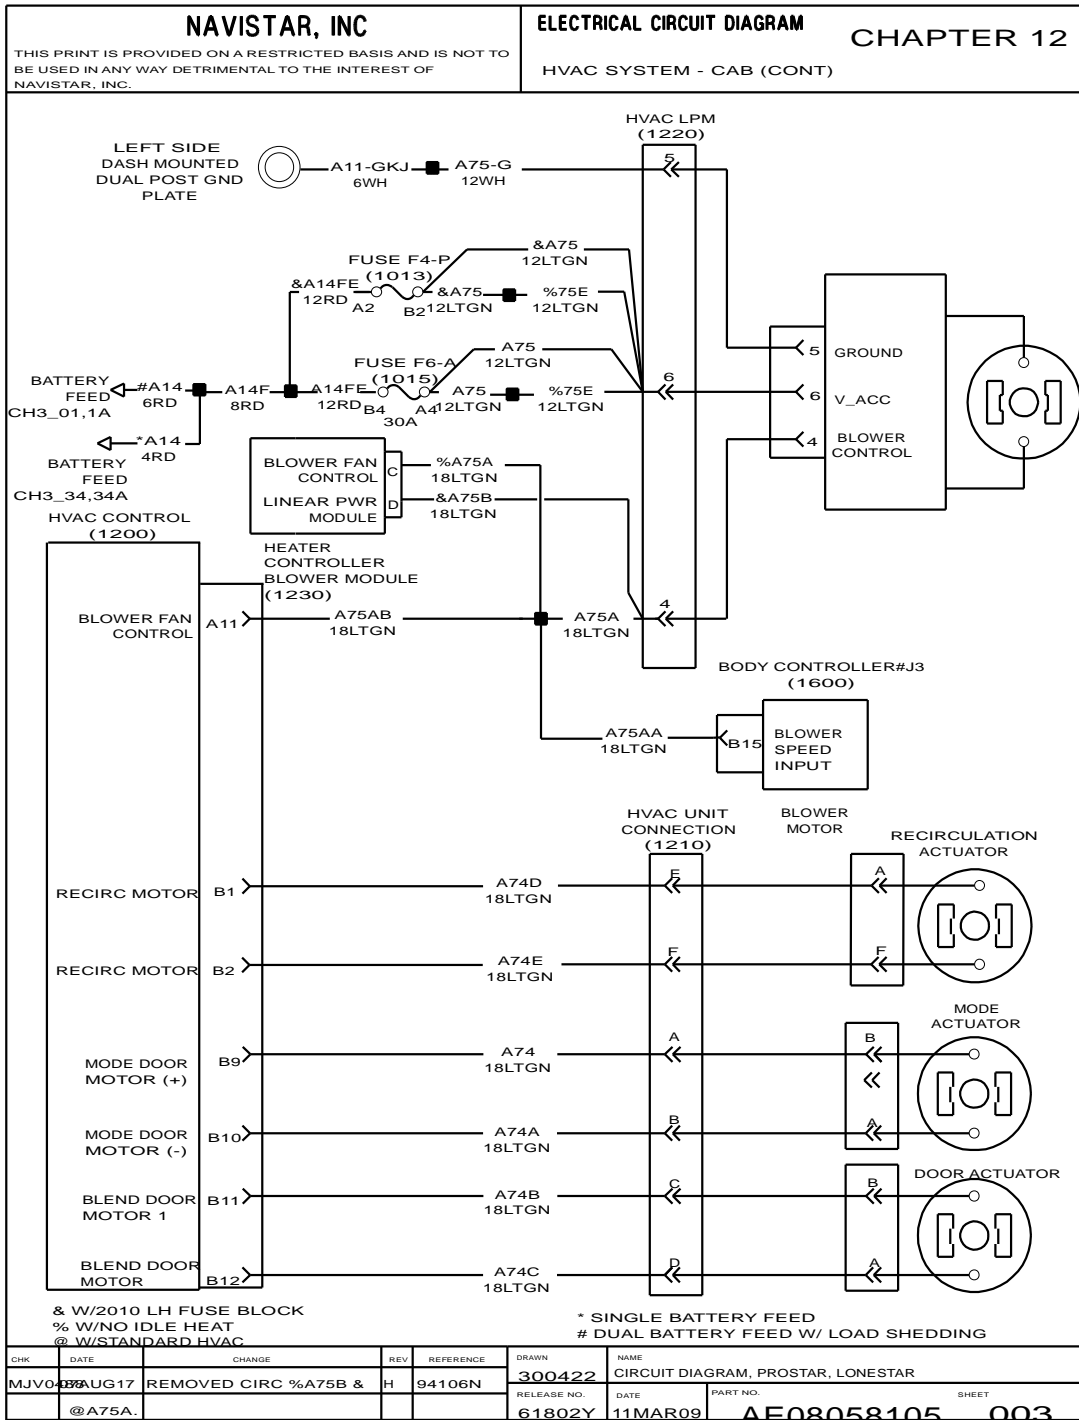 NAVISTAR, INC
THIS PRINT IS PROVIDED ON A RESTRICTED BASIS AND IS NOT TO
BE USED IN ANY WAY DETRIMENTAL TO THE INTEREST OF
NAVISTAR, INC.
ELECTRICAL CIRCUIT DIAGRAM
CHAPTER 12
HVAC SYSTEM - CAB (CONT)
HVAC LPM
(1220)
LEFT SIDE
DASH MOUNTED
DUAL POST GND
PLATE
A11-GKJ
6WH
A75-G
12WH
5
FUSE F4-P
(1013)
&A14FE
12RD
A2
B2
&A75
12LTGN
&A75
12LTGN
%75E
12LTGN
FUSE F6-A
(1015)
A14FE
12RD
B4
30A
A4
A75
12LTGN
A75
12LTGN
%75E
12LTGN
6
BATTERY
FEED
CH3_01,1A
#A14
6RD
A14F
8RD
*A14
4RD
BATTERY
FEED
CH3_34,34A
5
GROUND
6
V_ACC
4
BLOWER
CONTROL
BLOWER FAN
CONTROL
C
%A75A
18LTGN
LINEAR PWR
MODULE
D
&A75B
18LTGN
HEATER
CONTROLLER
BLOWER MODULE
(1230)
HVAC CONTROL
(1200)
BLOWER FAN
CONTROL
A11
A75AB
18LTGN
A75A
18LTGN
4
BODY CONTROLLER#J3
(1600)
A75AA
18LTGN
B15
BLOWER
SPEED
INPUT
HVAC UNIT
CONNECTION
(1210)
BLOWER
MOTOR
RECIRCULATION
ACTUATOR
RECIRC MOTOR
B1
A74D
18LTGN
E
A
RECIRC MOTOR
B2
A74E
18LTGN
F
F
MODE
ACTUATOR
MODE DOOR
MOTOR (+)
B9
A74
18LTGN
A
B
MODE DOOR
MOTOR (-)
B10
A74A
18LTGN
B
A
DOOR ACTUATOR
BLEND DOOR
MOTOR 1
B11
A74B
18LTGN
C
B
BLEND DOOR
MOTOR
B12
A74C
18LTGN
D
A
& W/2010 LH FUSE BLOCK
% W/NO IDLE HEAT
@ W/STANDARD HVAC
* SINGLE BATTERY FEED
# DUAL BATTERY FEED W/ LOAD SHEDDING
CHK DATE CHANGE REV REFERENCE
AUG17 REMOVED CIRC %A75B & H 94106N
@A75A.
DRAWN
300422
NAME
CIRCUIT DIAGRAM, PROSTAR, LONESTAR
RELEASE NO.
61802Y
DATE
11MAR09
PART NO.
AE08058105
SHEET
003